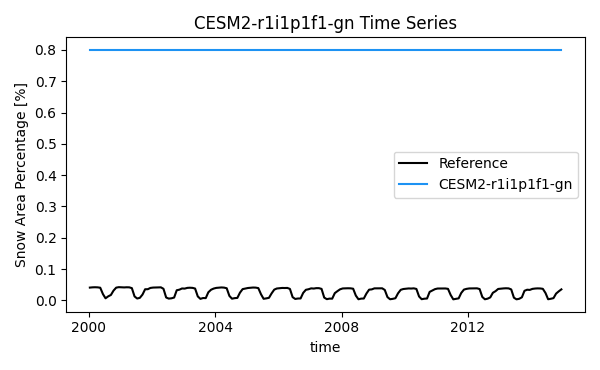 CESM2-r1i1p1f1-gn Time Series
Snow Area Percentage [%]
0.8
0.7
0.6
0.5
0.4
0.3
0.2
0.1
0.0
Reference
CESM2-r1i1p1f1-gn
2000
2004
2008
2012
time